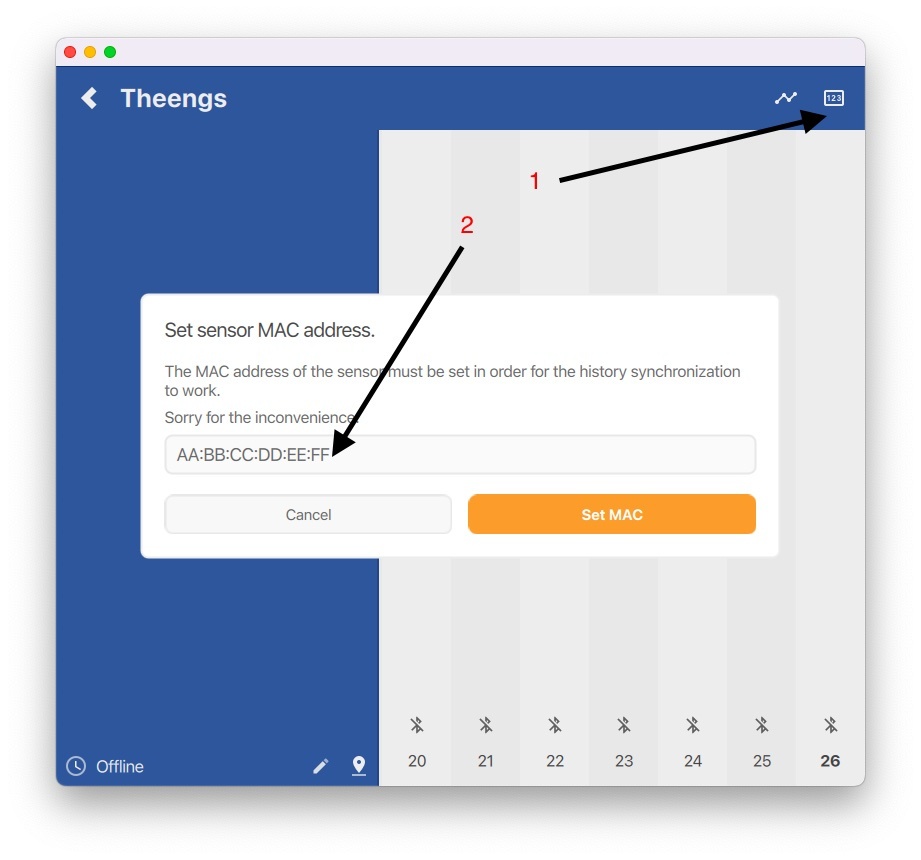 Theengs
123
1
2
Set sensor MAC address.
The MAC address of the sensor must be set in order for the history synchronization
to work.
Sorry for the inconvenience.
AA:BB:CC:DD:EE:FF
Cancel
Set MAC
Offline
20 21 22 23 24 25 26